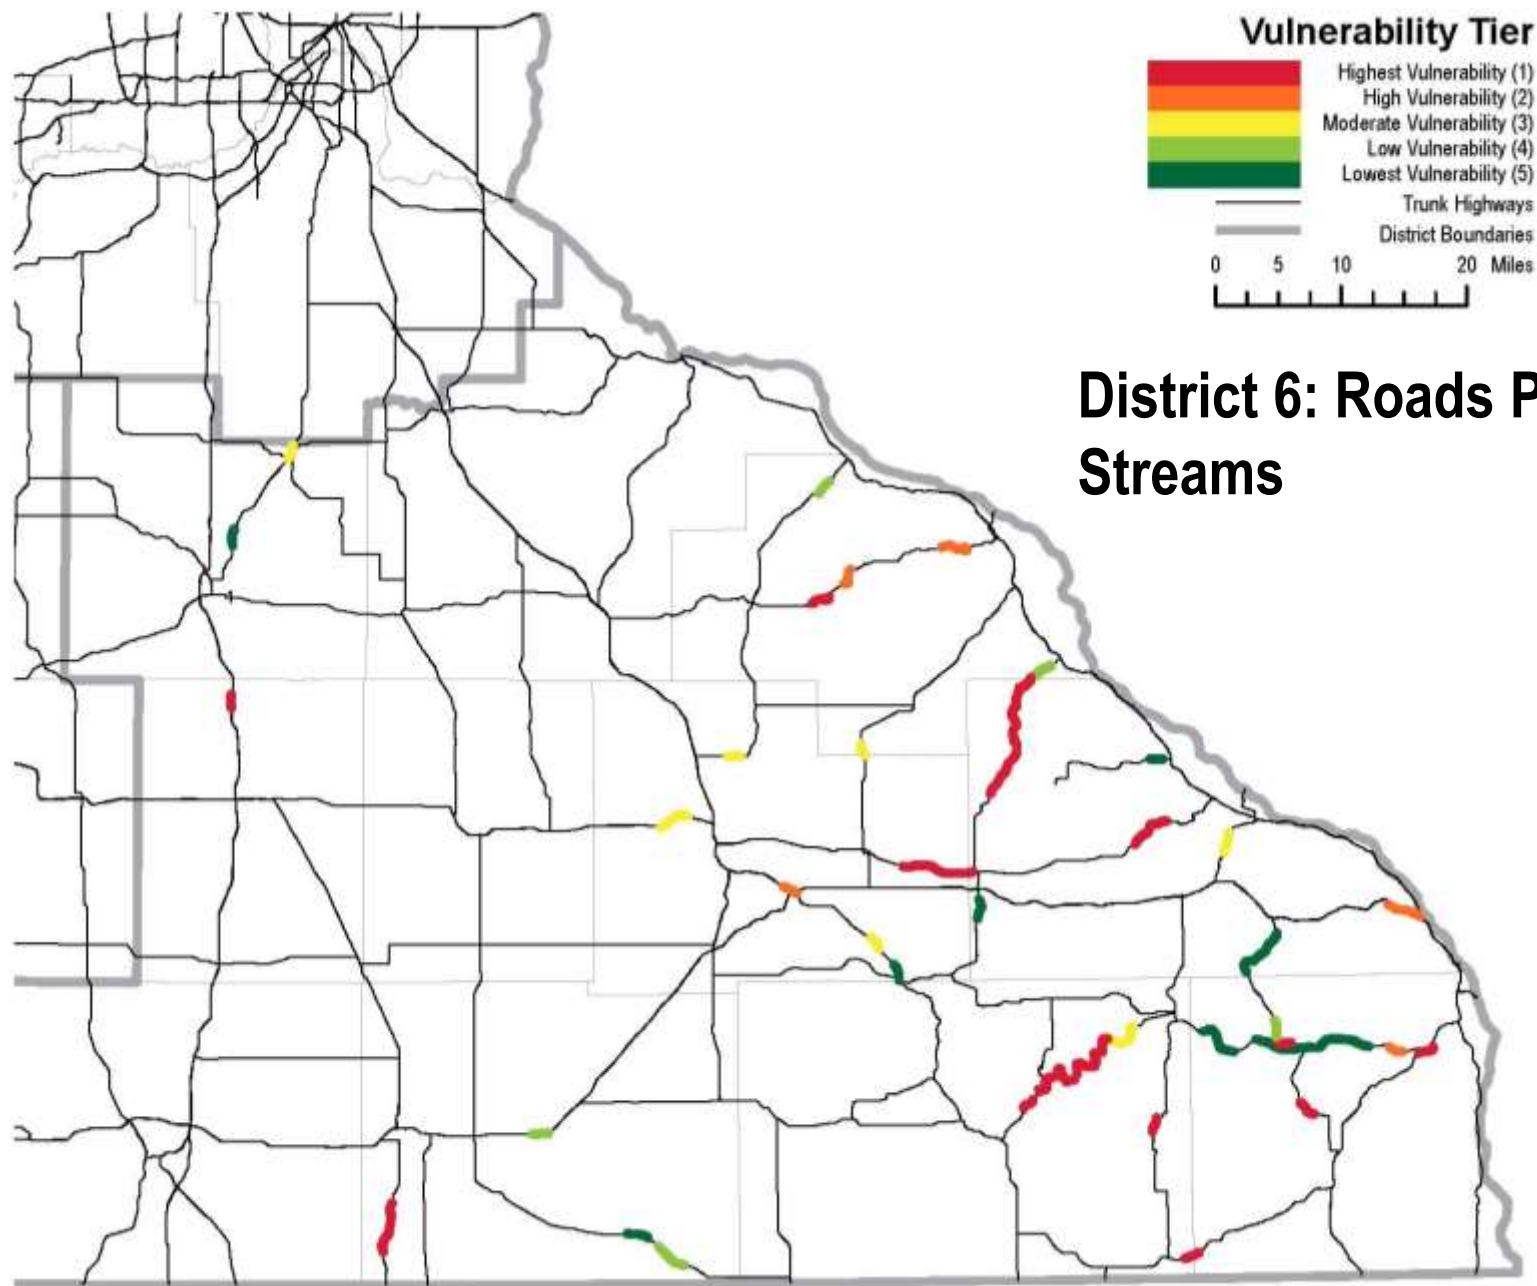 Vulnerability Tier
Highest Vulnerability (1)
High Vulnerability (2)
Moderate Vulnerability (3)
Low Vulnerability (4)
Lowest Vulnerability (5)
Trunk Highways
District Boundaries
0 5 10 20 Miles
District 6: Roads P
Streams